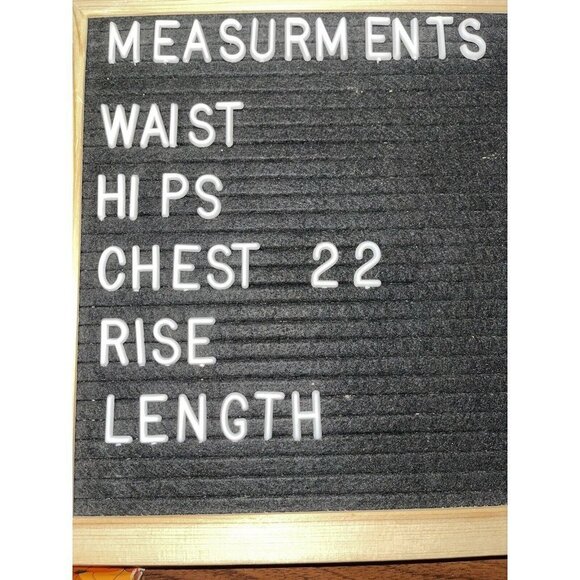 MEASURMENTS
WAIST
HIPS
CHEST 22
RISE
LENGTH